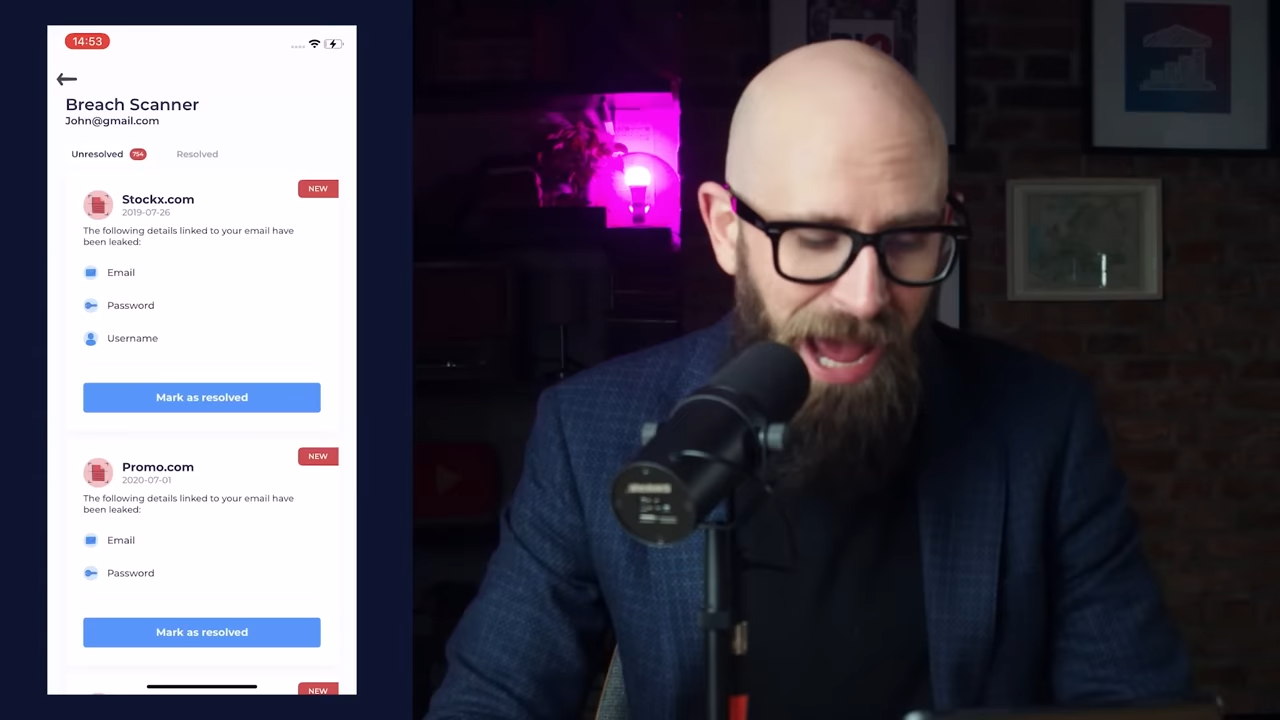 14:53
Breach Scanner
John@gmail.com
Unresolved 754 Resolved
NEW
Stockx.com
2019-07-26
The following details linked to your email have
been leaked:
Email
Password
Username
Mark as resolved
NEW
Promo.com
2020-07-01
The following details linked to your email have
been leaked:
Email
Password
Mark as resolved
NEW